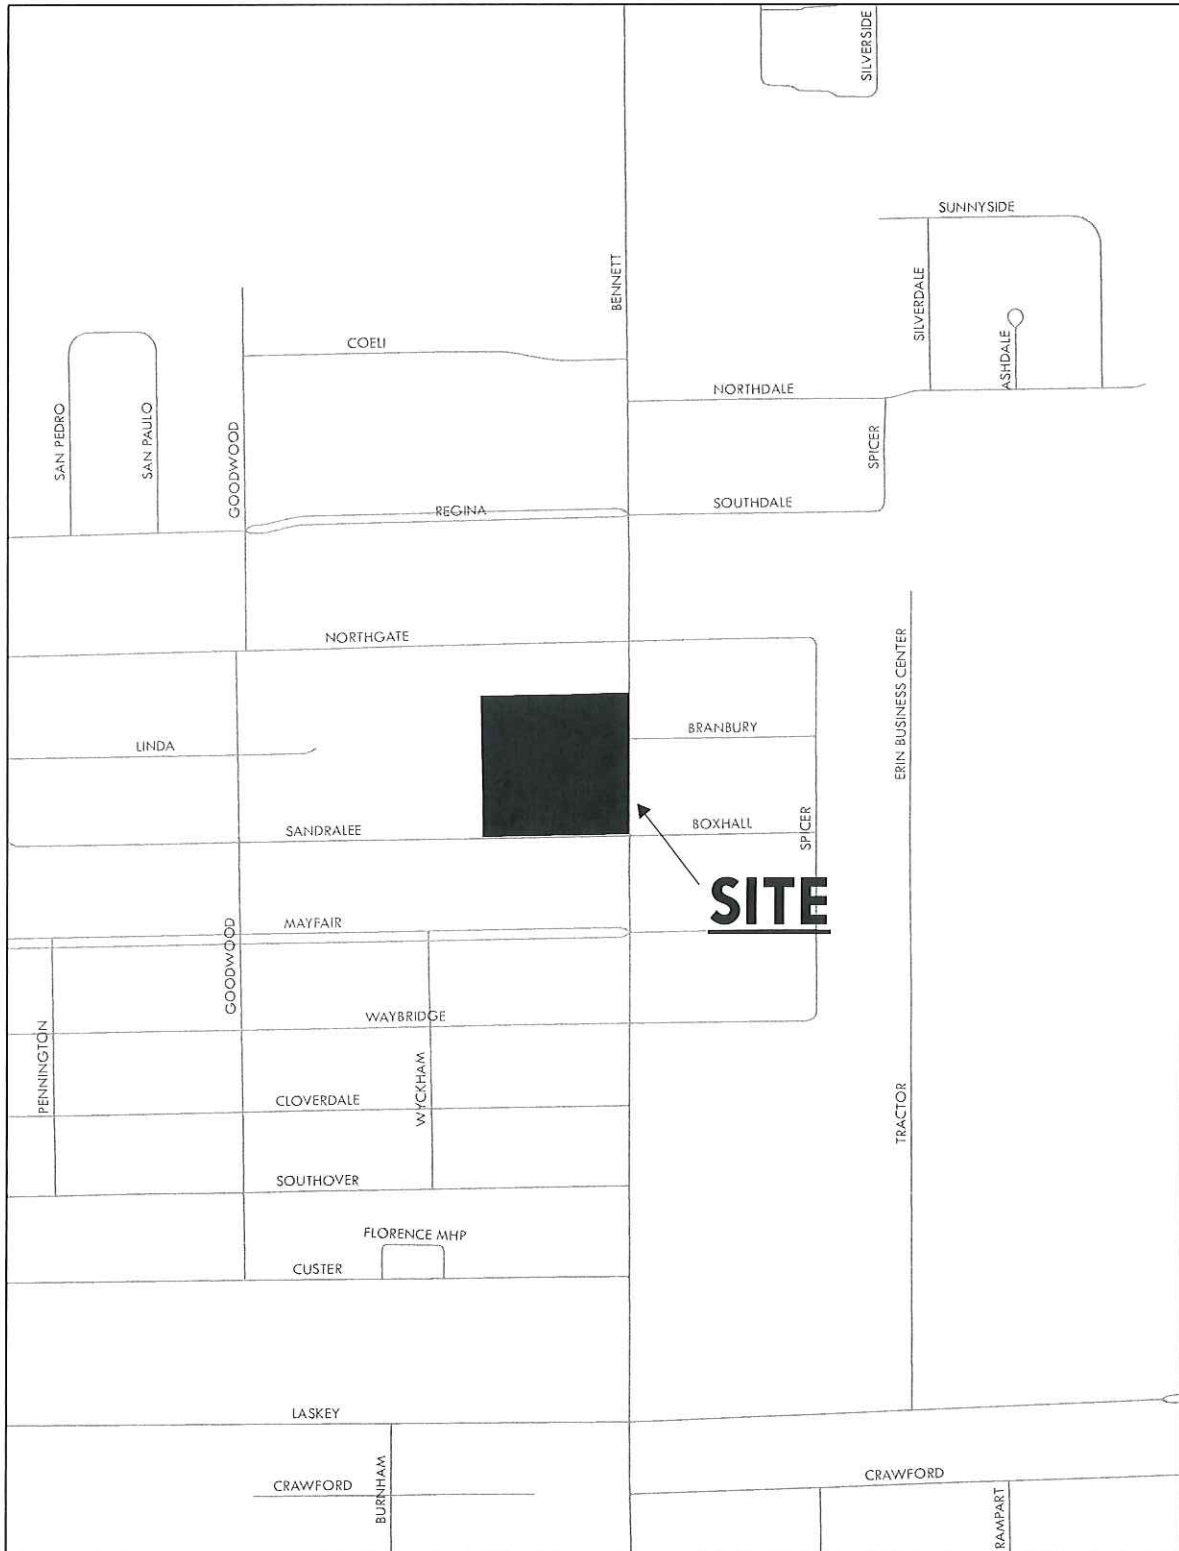 SILVERSIDE
SUNNYSIDE
BENNETT
SILVERDALE
ASHDALE
COELI
NORTHDALE
SAN PEDRO
SAN PAULO
GOODWOOD
SPICER
REGINA
SOUTHDALE
NORTHGATE
ERIN BUSINESS CENTER
BRANBURY
LINDA
SANDRALEE
BOXHALL
SPICER
SITE
MAYFAIR
GOODWOOD
WAYBRIDGE
PENNINGTON
WYCKHAM
CLOVERDALE
TRACTOR
SOUTHOVER
FLORENCE MHP
CUSTER
LASKEY
CRAWFORD
BURNHAM
CRAWFORD
RAMPART